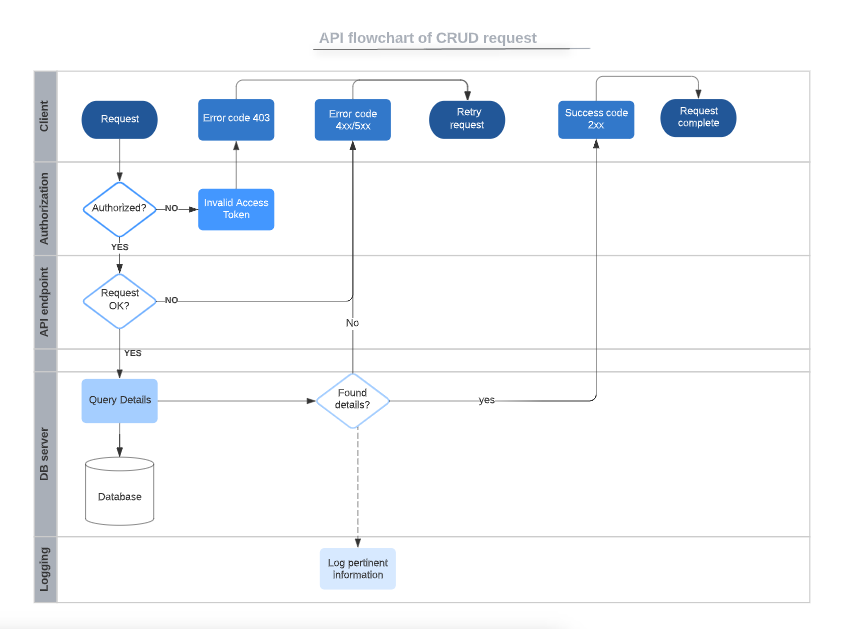 API flowchart of CRUD request
Client
Request
Error code 403
Error code
4xx/5xx
Retry
request
Success code
2xx
Request
complete
Authorization
Authorized?
NO
Invalid Access
Token
YES
API endpoint
Request
OK?
NO
No
YES
DB server
Query Details
Found
details?
yes
Database
Logging
Log pertinent
information